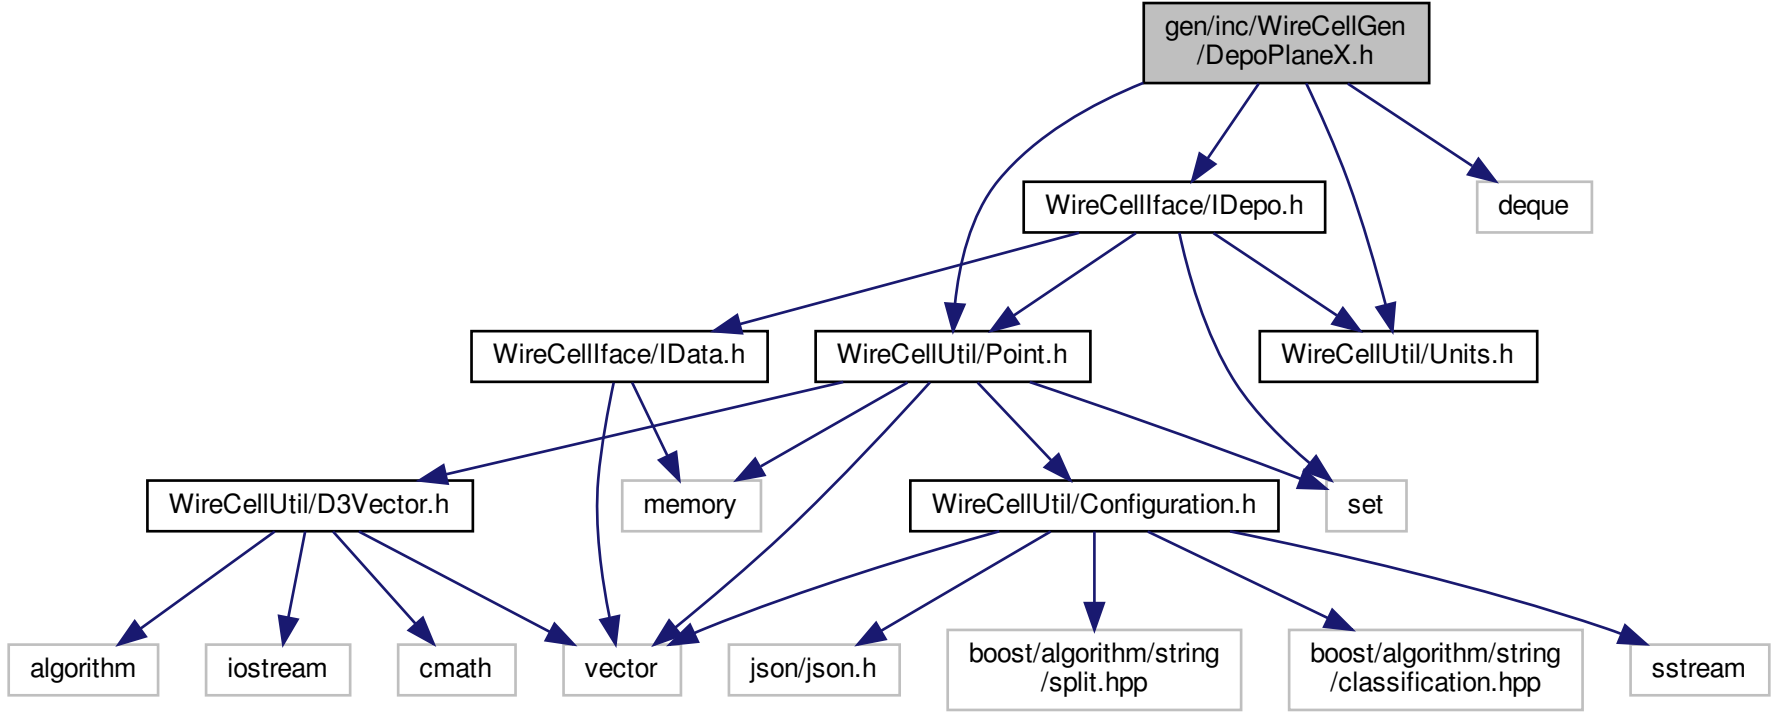 gen/inc/WireCellGen
/DepoPlaneX.h
WireCellIface/IDepo.h
deque
WireCellIface/IData.h
WireCellUtil/Point.h
WireCellUtil/Units.h
WireCellUtil/D3Vector.h
memory
WireCellUtil/Configuration.h
set
algorithm
iostream
cmath
vector
json/json.h
boost/algorithm/string
/split.hpp
boost/algorithm/string
/classification.hpp
sstream